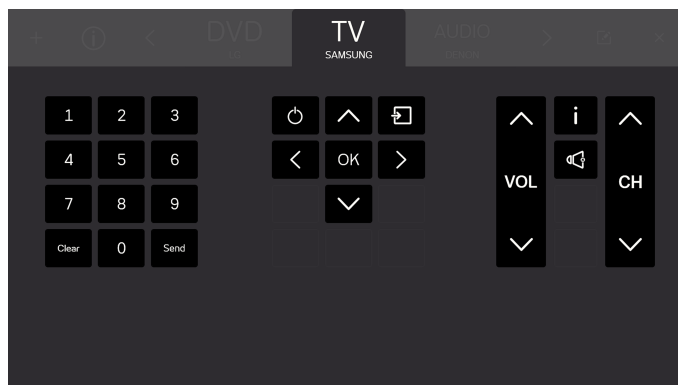 DVD
TV
AUDIO
SAMSUNG
1 2 3
4 5 6 OK
VOL CH
7 8 9
Clear 0 Send